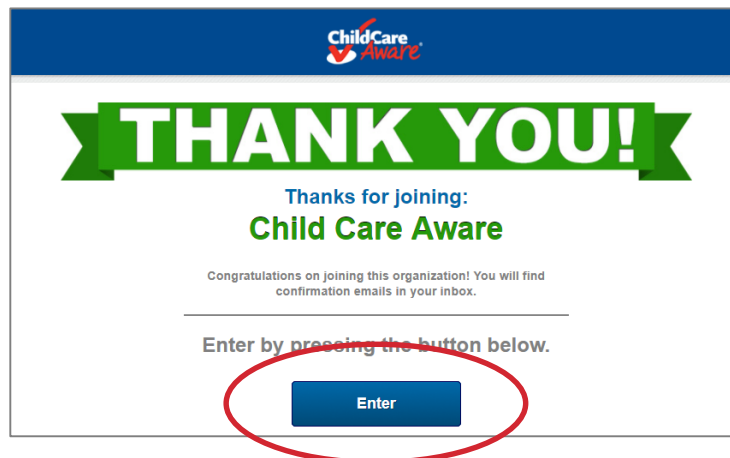 ChildCare
Aware®
THANK YOU!
Thanks for joining:
Child Care Aware
Congratulations on joining this organization! You will find
confirmation emails in your inbox.
Enter by pressing the button below.
Enter